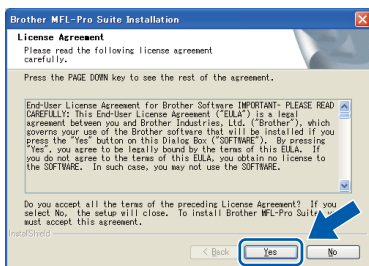 Brother MFL-Pro Suite Installation
License Agreement
Please read the following license agreement
carefully.
Press the PAGE DOWN key to see the rest of the agreement.
End-User License Agreement for Brother Software IMPORTANT- PLEASE READ
CAREFULLY: This End-User License Agreement ("EULA") is a legal
agreement between you and Brother Industries, Ltd. ("Brother"), which
governs your use of the Brother software that will be installed if you
press the "Yes" button on this Dialog Box ("SOFTWARE"). By pressing
"Yes", you agree to be legally bound by the terms of this EULA. If
you do not agree to the terms of this EULA, you obtain no license to
the SOFTWARE. In such case, you may not use the SOFTWARE.
Do you accept all the terms of the preceding License Agreement? If you
select No, the setup will close. To install Brother MFL-Pro Suite, you
must accept this agreement.
InstallShield
< Back Yes No